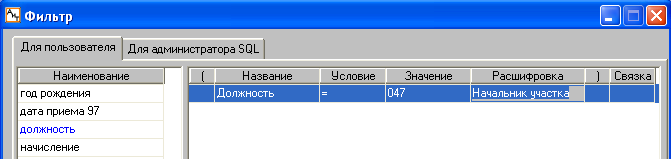 Фильтр
Для пользователя Для администратора SQL
Наименование ( Название Условие Значение Расшифровка ) Связка
год рождения Должность = 047 Начальник участка
дата приема 97
должность
начисление